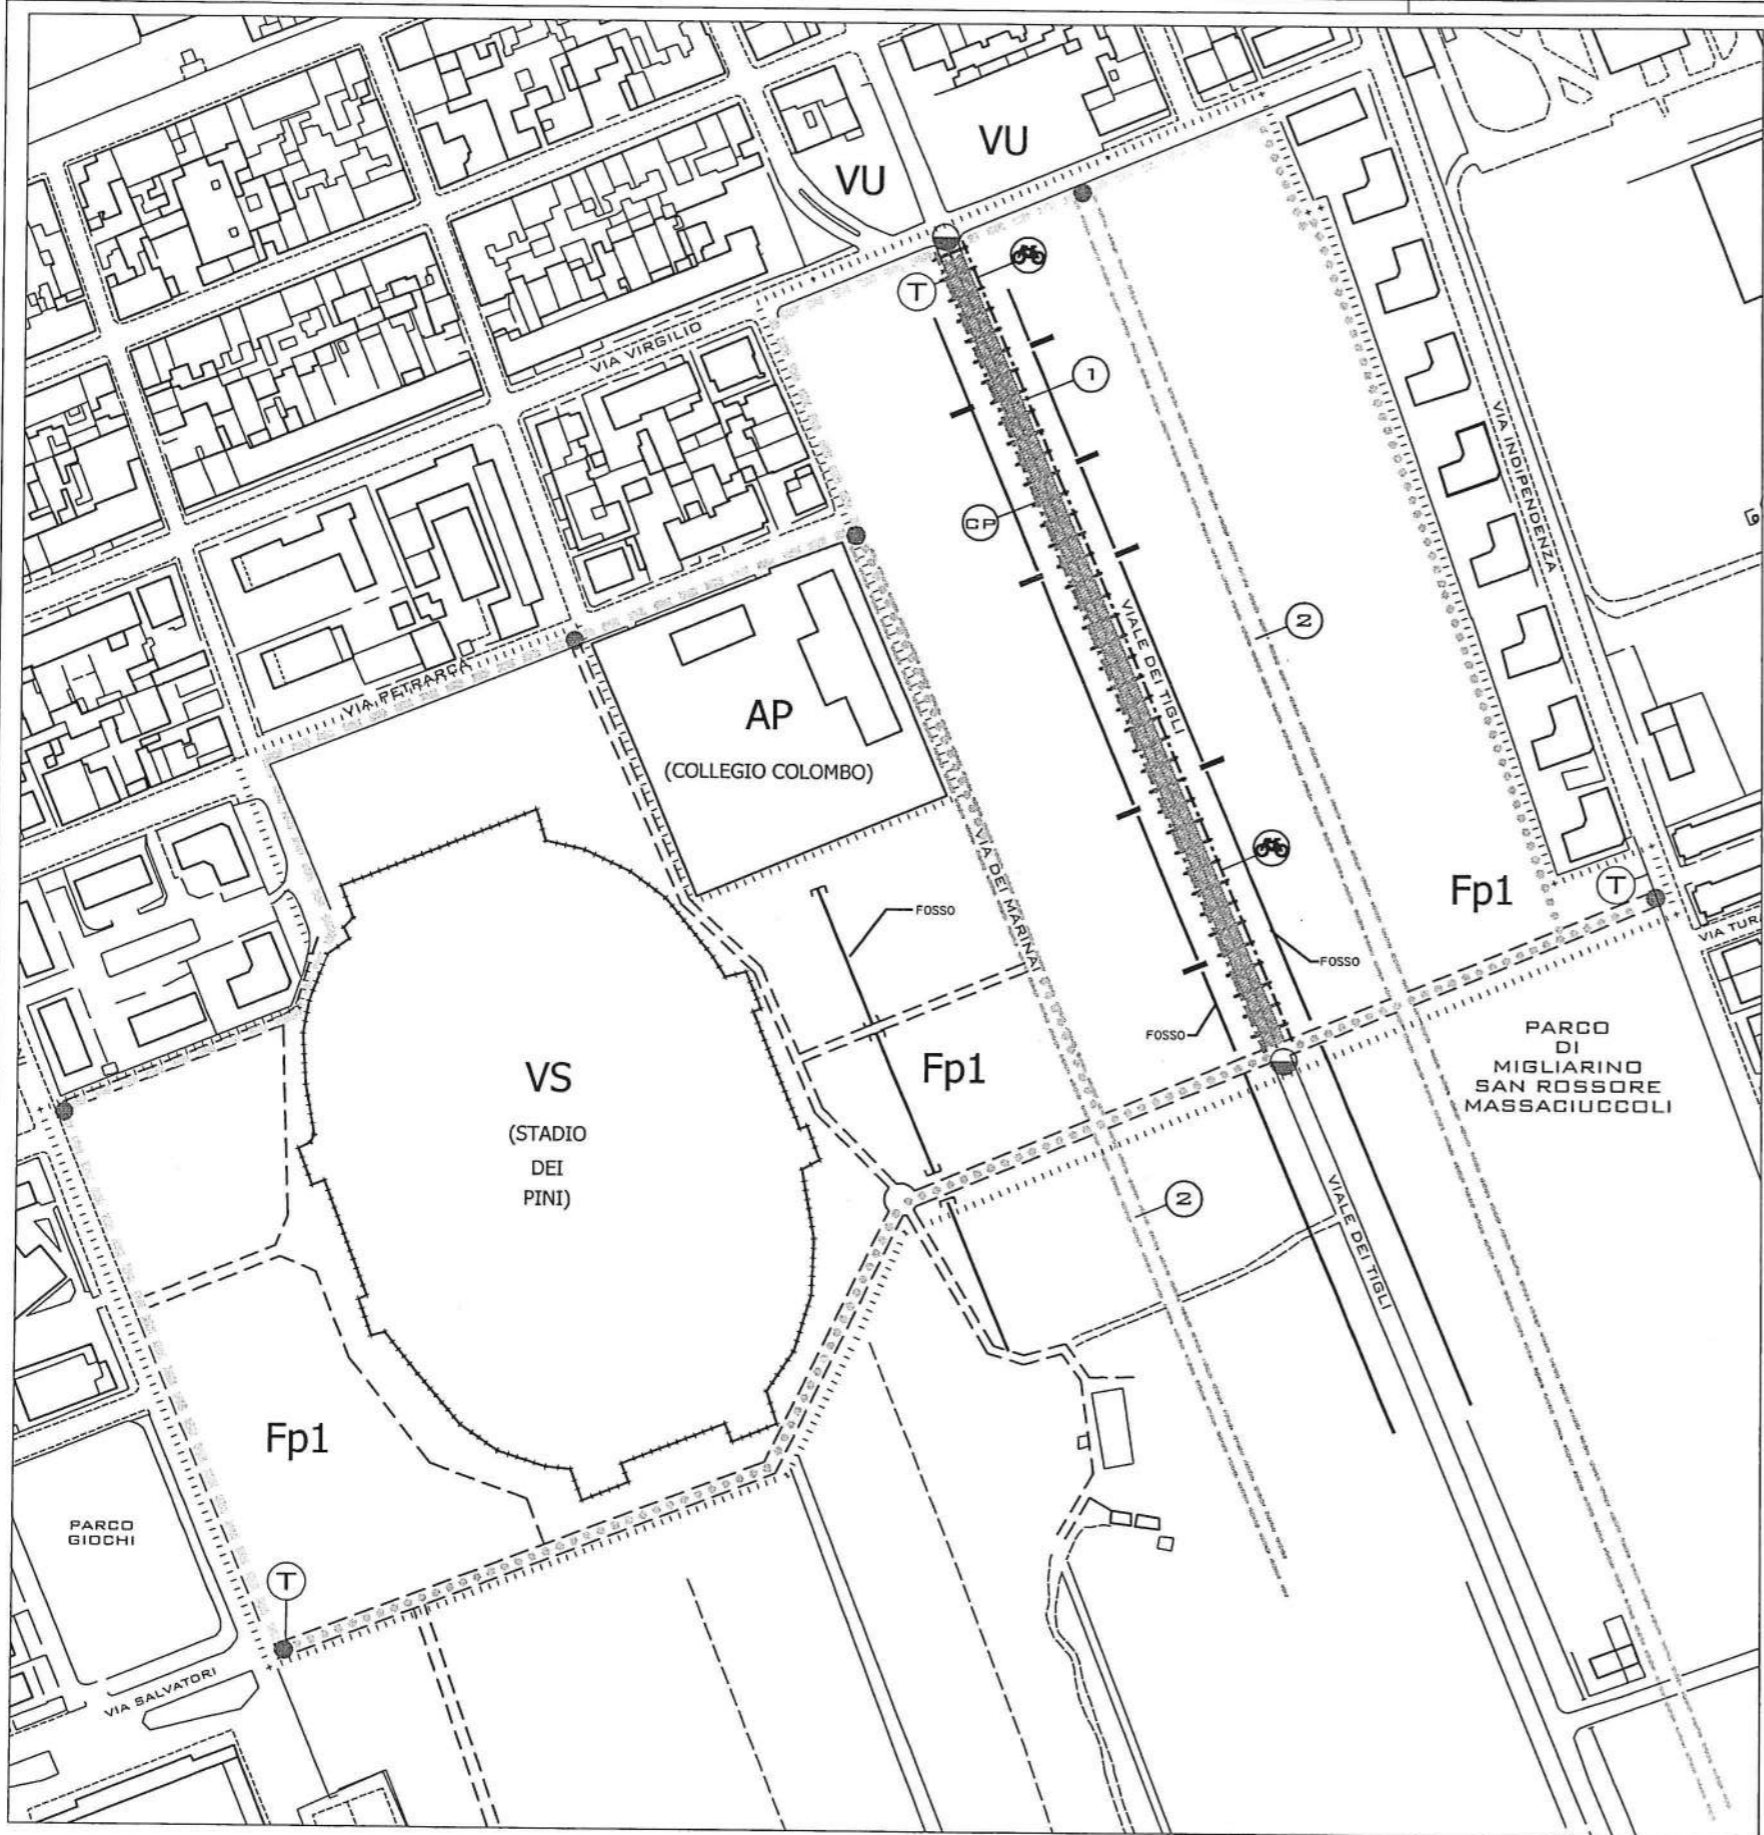 VU
VU
T
VIA VIRGILIO
1
VIA INDIPENDENZA
CP
VIALE DEI TIGLI
2
VIA PETRARCA
AP
(COLLEGIO COLOMBO)
VIA DEI MARINAI
Fp1
T
FOSSO
VIA TUR
FOSSO
FOSSO
PARCO
DI
MIGLIARINO
SAN ROSSORE
MASSACIUCCOLI
Fp1
VS
(STADIO
DEI
PINI)
2
VIALE DEI TIGLI
Fp1
PARCO
GIOCHI
T
VIA SALVATORI